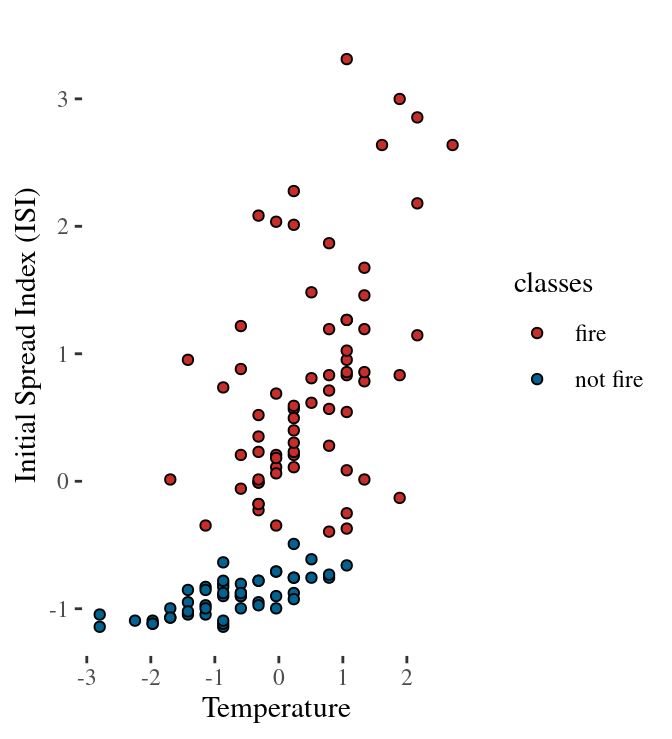 3
2
1
0
-1
-3
-2
-1
0
1
2
Temperature
Initial Spread Index (ISI)
classes
fire
not fire